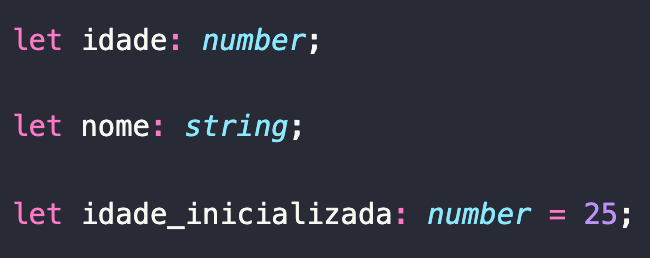 let idade: number;
let nome: string;
let idade_inicializada: number = 25;